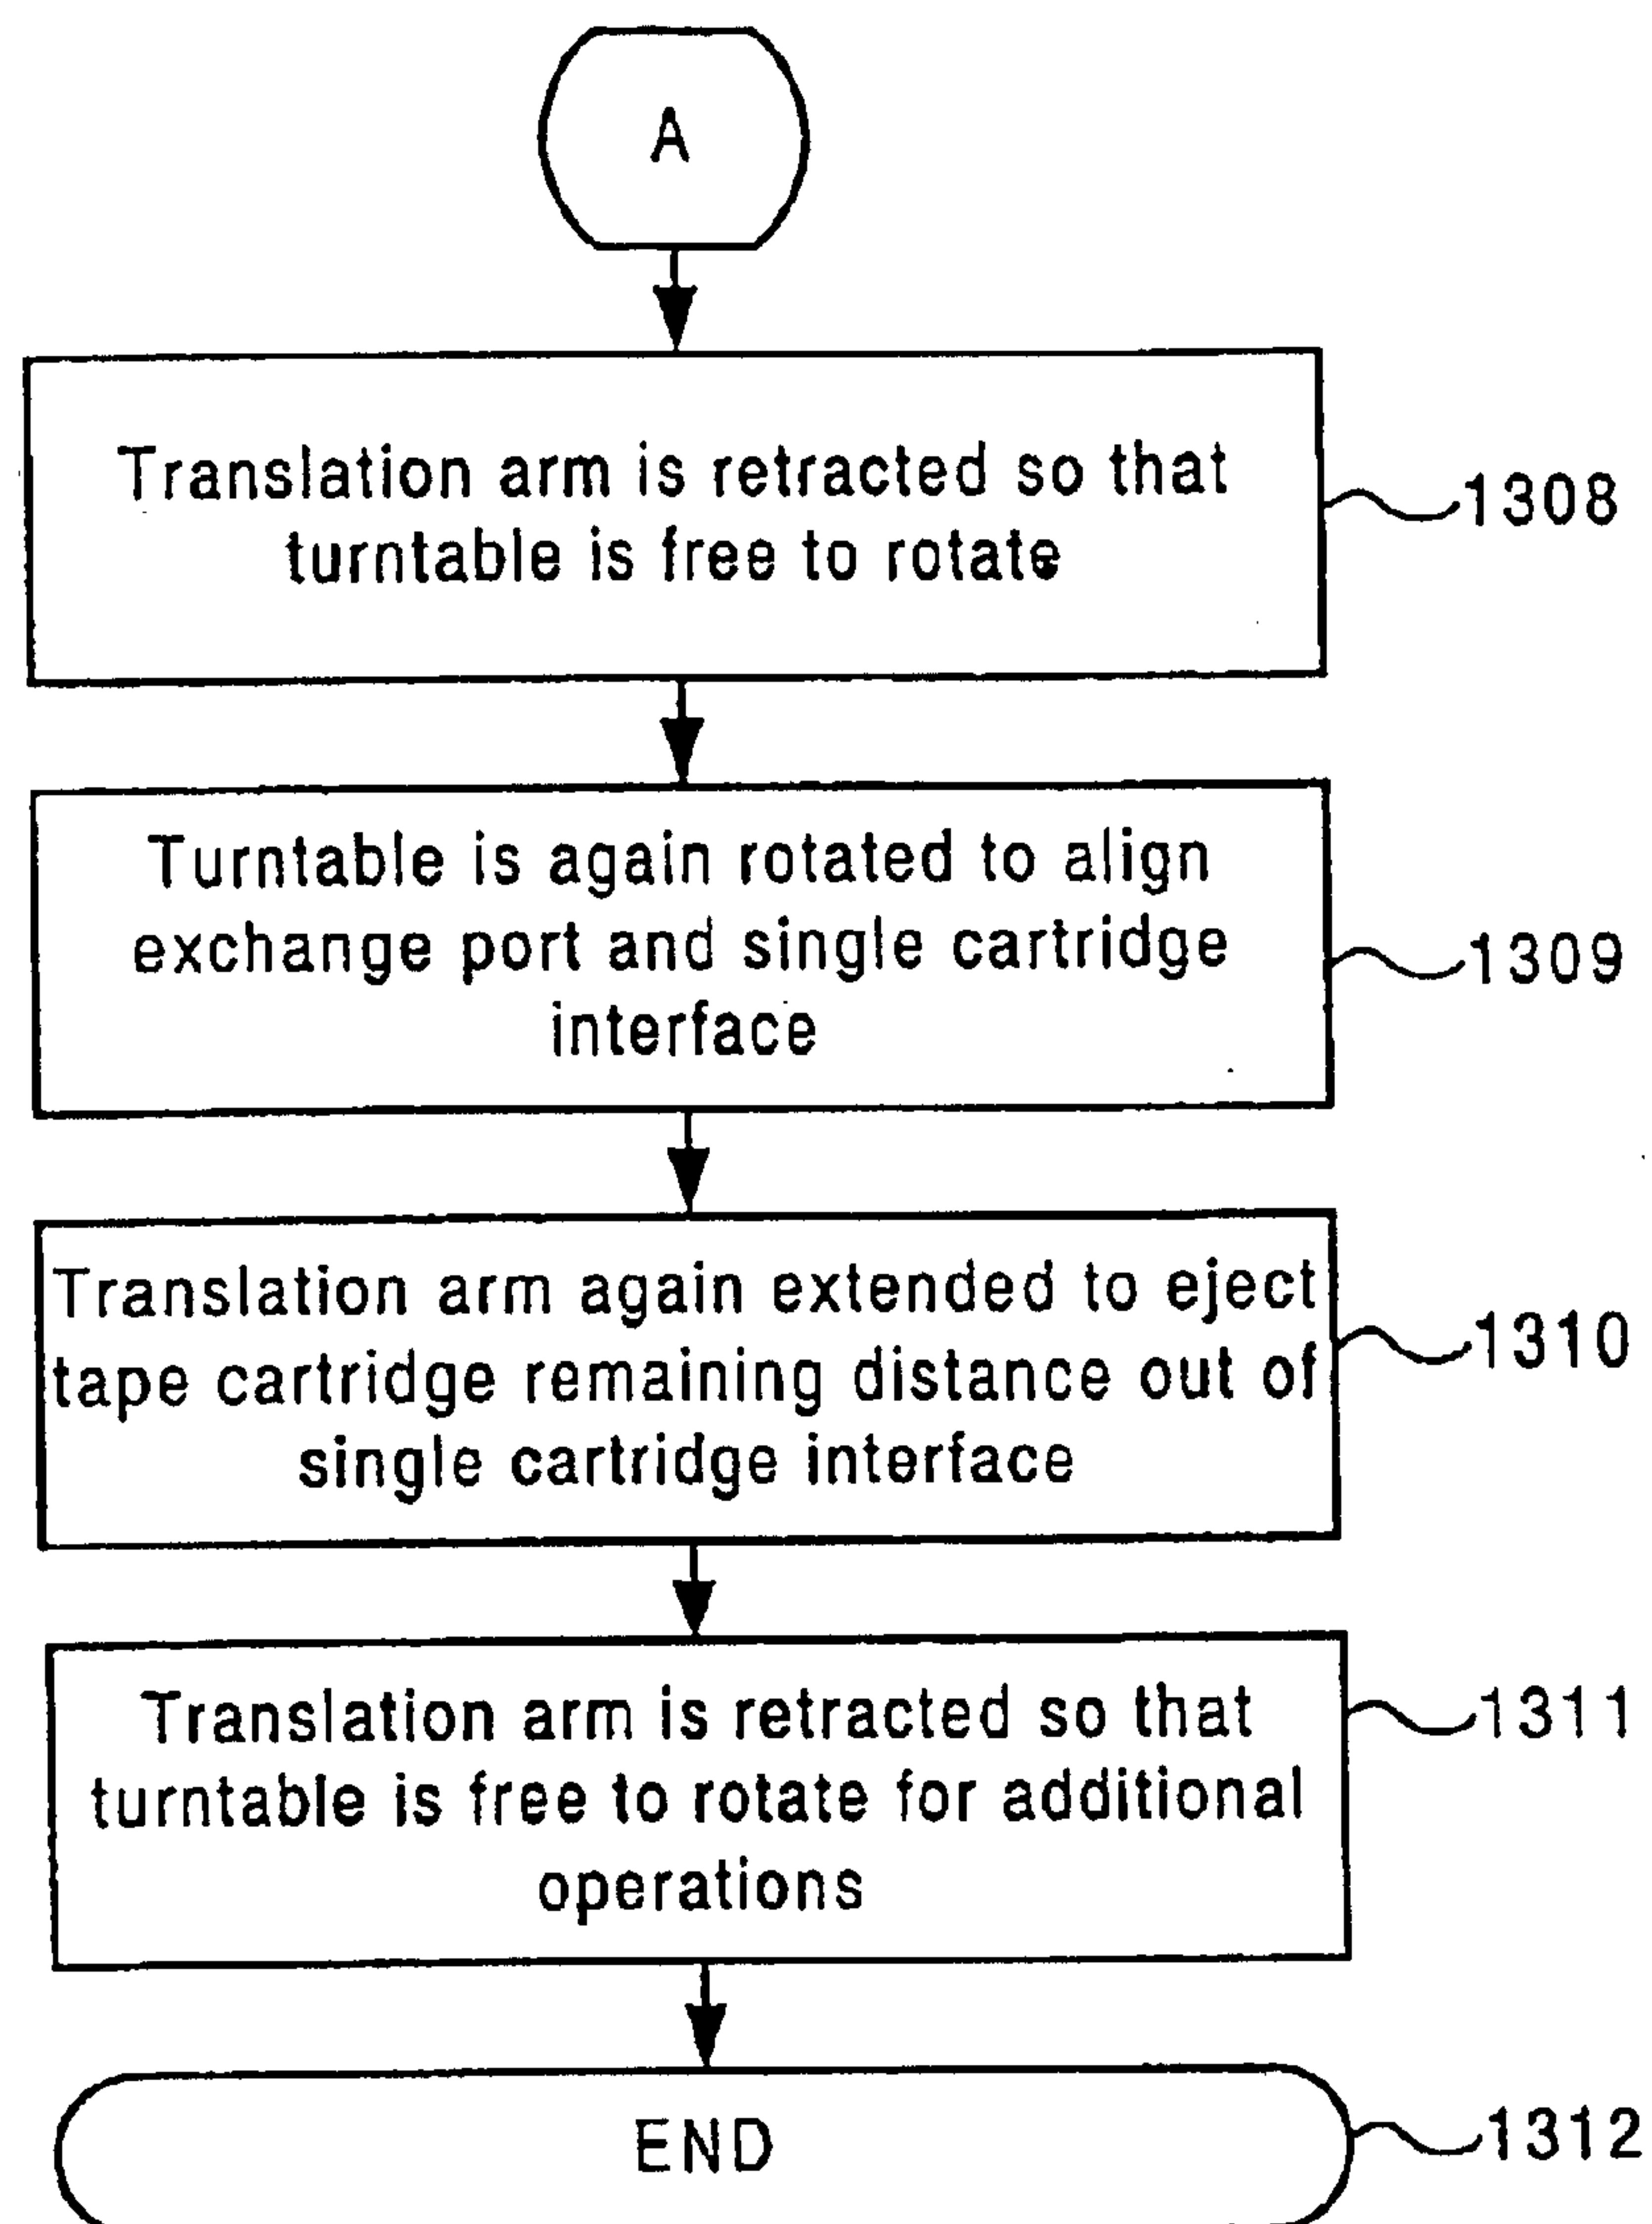 A
Translation arm is retracted so that
turntable is free to rotate
1308
Turntable is again rotated to align
exchange port and single cartridge
interface
1309
Translation arm again extended to eject
tape cartridge remaining distance out of
single cartridge interface
1310
Translation arm is retracted so that
turntable is free to rotate for additional
operations
1311
END
1312